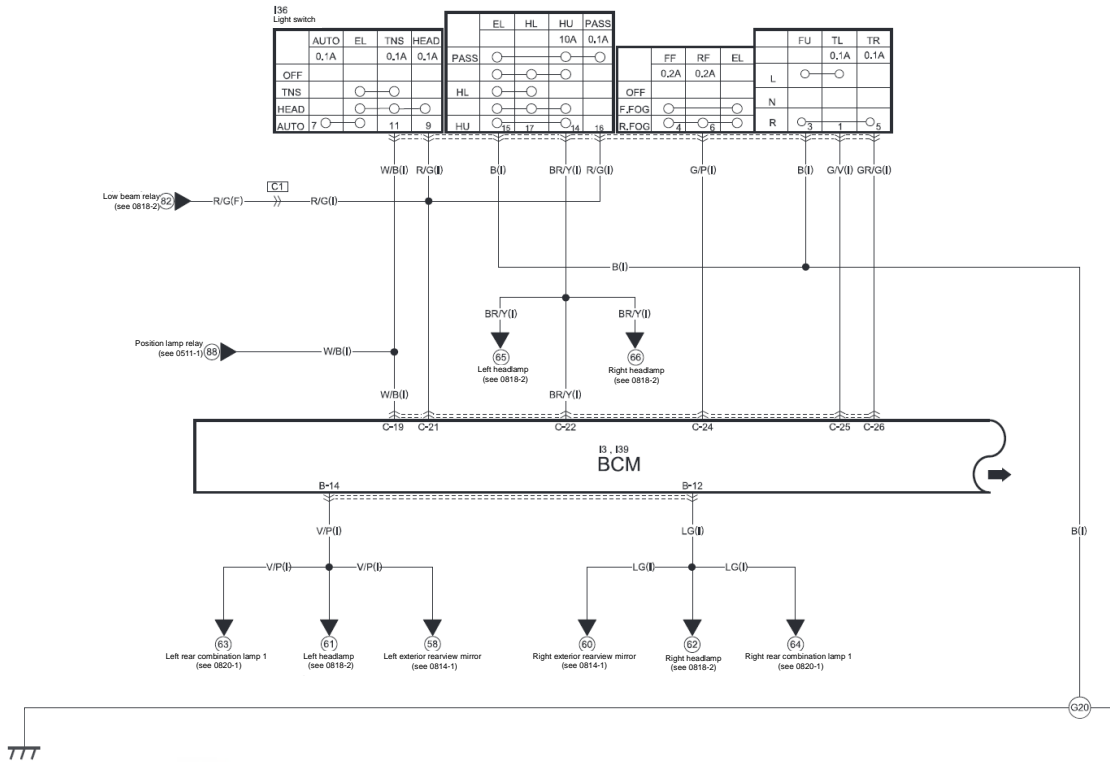 I36
Light switch
AUTO EL TNS HEAD
0.1A 0.1A 0.1A
OFF
TNS
HEAD
AUTO 7 11 9
EL HL HU PASS
10A 0.1A
PASS
HL
HU 15 17 14 16
FF RF EL
0.2A 0.2A
OFF
F.FOG
R.FOG 4 6
FU TL TR
0.1A 0.1A
L
N
R 3 1 5
W/B(I) R/G(I) B(I) BR/Y(I) R/G(I) G/P(I) B(I) G/V(I) GR/G(I)
Low beam relay
(see 0818-2)
82
R/G(F)
C1
R/G(I)
B(I)
BR/Y(I) BR/Y(I)
65
Left headlamp
(see 0818-2)
66
Right headlamp
(see 0818-2)
Position lamp relay
(see 0511-1)
88
W/B(I)
W/B(I) BR/Y(I)
C-19 C-21 C-22 C-24 C-25 C-26
I3 , I39
BCM
B-14 B-12
V/P(I) LG(I) B(I)
V/P(I) V/P(I) LG(I) LG(I)
63
Left rear combination lamp 1
(see 0820-1)
61
Left headlamp
(see 0818-2)
58
Left exterior rearview mirror
(see 0814-1)
60
Right exterior rearview mirror
(see 0814-1)
62
Right headlamp
(see 0818-2)
64
Right rear combination lamp 1
(see 0820-1)
G20